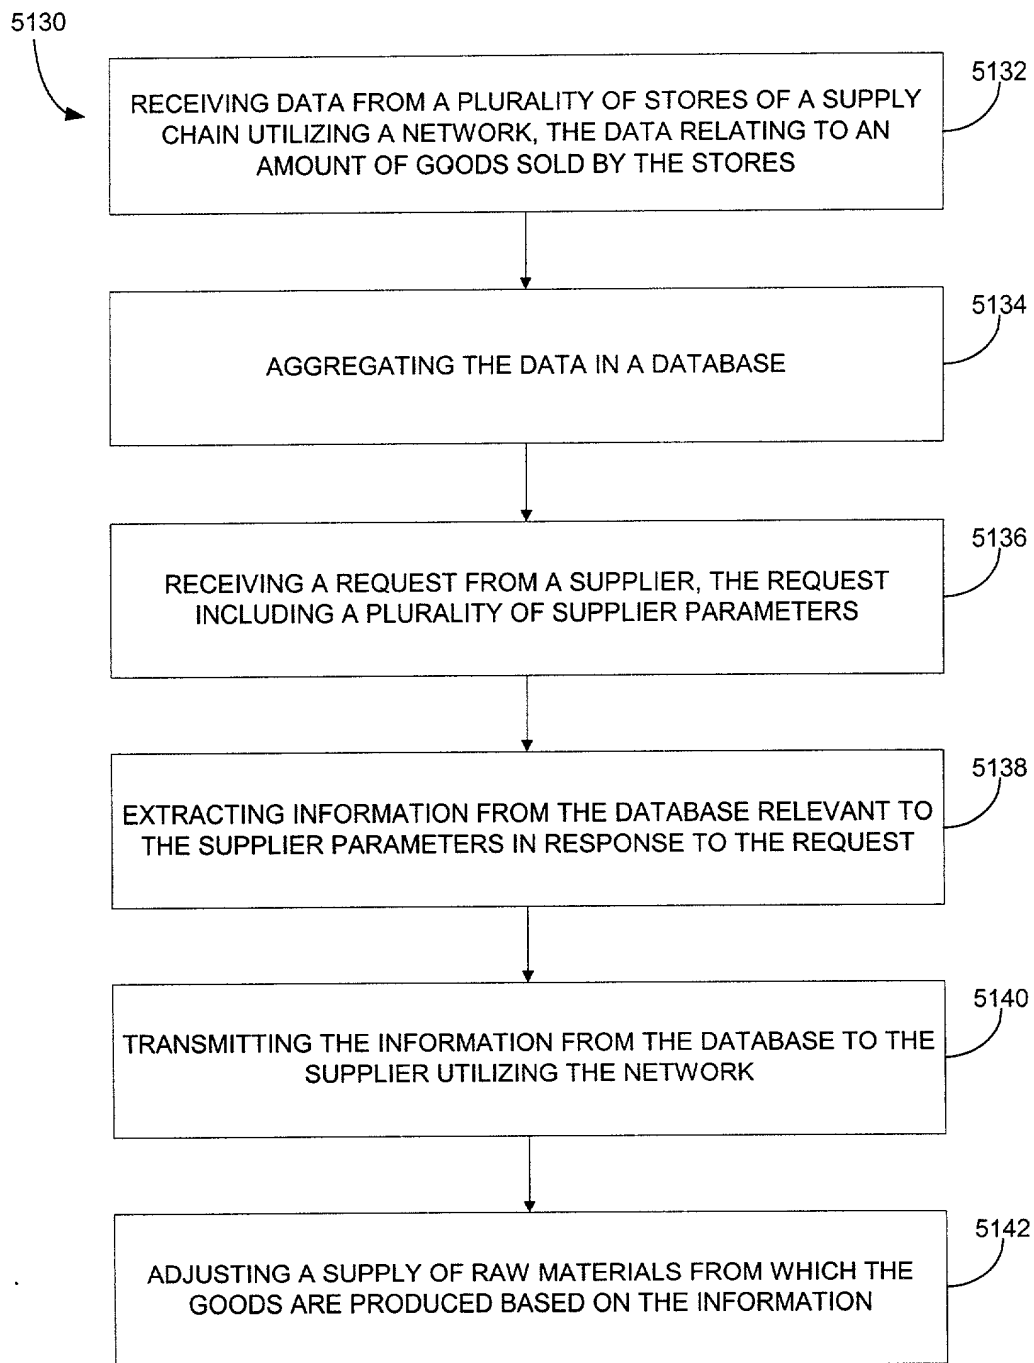 5130
5132
RECEIVING DATA FROM A PLURALITY OF STORES OF A SUPPLY
CHAIN UTILIZING A NETWORK, THE DATA RELATING TO AN
AMOUNT OF GOODS SOLD BY THE STORES
5134
AGGREGATING THE DATA IN A DATABASE
5136
RECEIVING A REQUEST FROM A SUPPLIER, THE REQUEST
INCLUDING A PLURALITY OF SUPPLIER PARAMETERS
5138
EXTRACTING INFORMATION FROM THE DATABASE RELEVANT TO
THE SUPPLIER PARAMETERS IN RESPONSE TO THE REQUEST
5140
TRANSMITTING THE INFORMATION FROM THE DATABASE TO THE
SUPPLIER UTILIZING THE NETWORK
5142
ADJUSTING A SUPPLY OF RAW MATERIALS FROM WHICH THE
GOODS ARE PRODUCED BASED ON THE INFORMATION